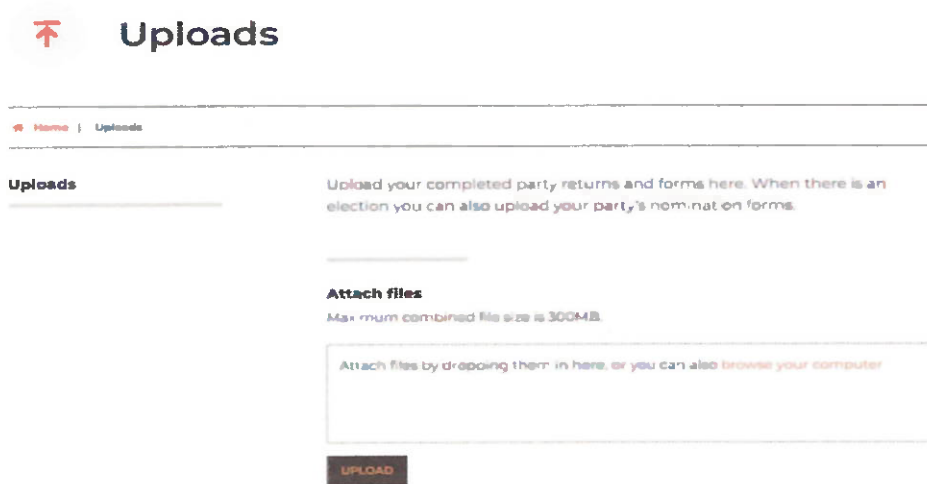 Uploads
Home | Uploads
Uploads
Upload your completed party returns and forms here. When there is an
election you can also upload your party's nomination forms.
Attach files
Maximum combined file size is 300MB.
Attach files by dropping them in here, or you can also browse your computer
UPLOAD